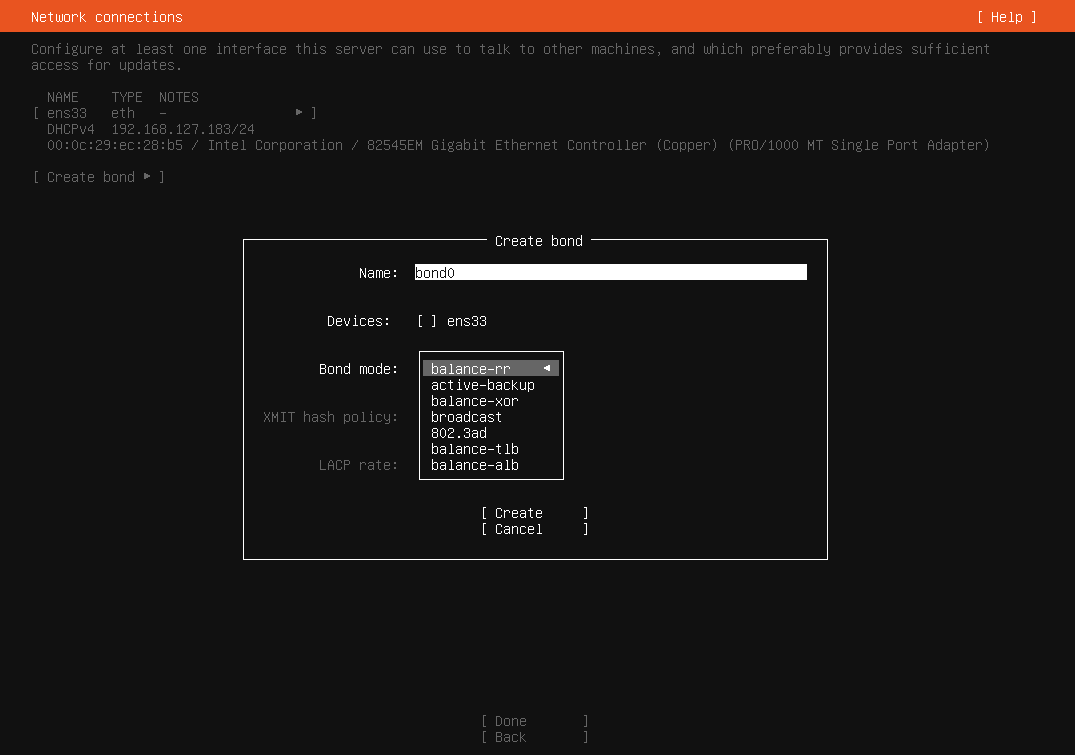 Network connections [ Help ]
Configure at least one interface this server can use to talk to other machines, and which preferably provides sufficient
access for updates.
NAME TYPE NOTES
[ ens33 eth - ▸ ]
DHCPv4 192.168.127.183/24
00:0c:29:ec:28:b5 / Intel Corporation / 82545EM Gigabit Ethernet Controller (Copper) (PRO/1000 MT Single Port Adapter)
[ Create bond ▸ ]
Create bond
Name: bond0
Devices: [ ] ens33
Bond mode: balance-rr ◂
active-backup
balance-xor
XMIT hash policy: broadcast
802.3ad
balance-tlb
LACP rate: balance-alb
[ Create ]
[ Cancel ]
[ Done ]
[ Back ]